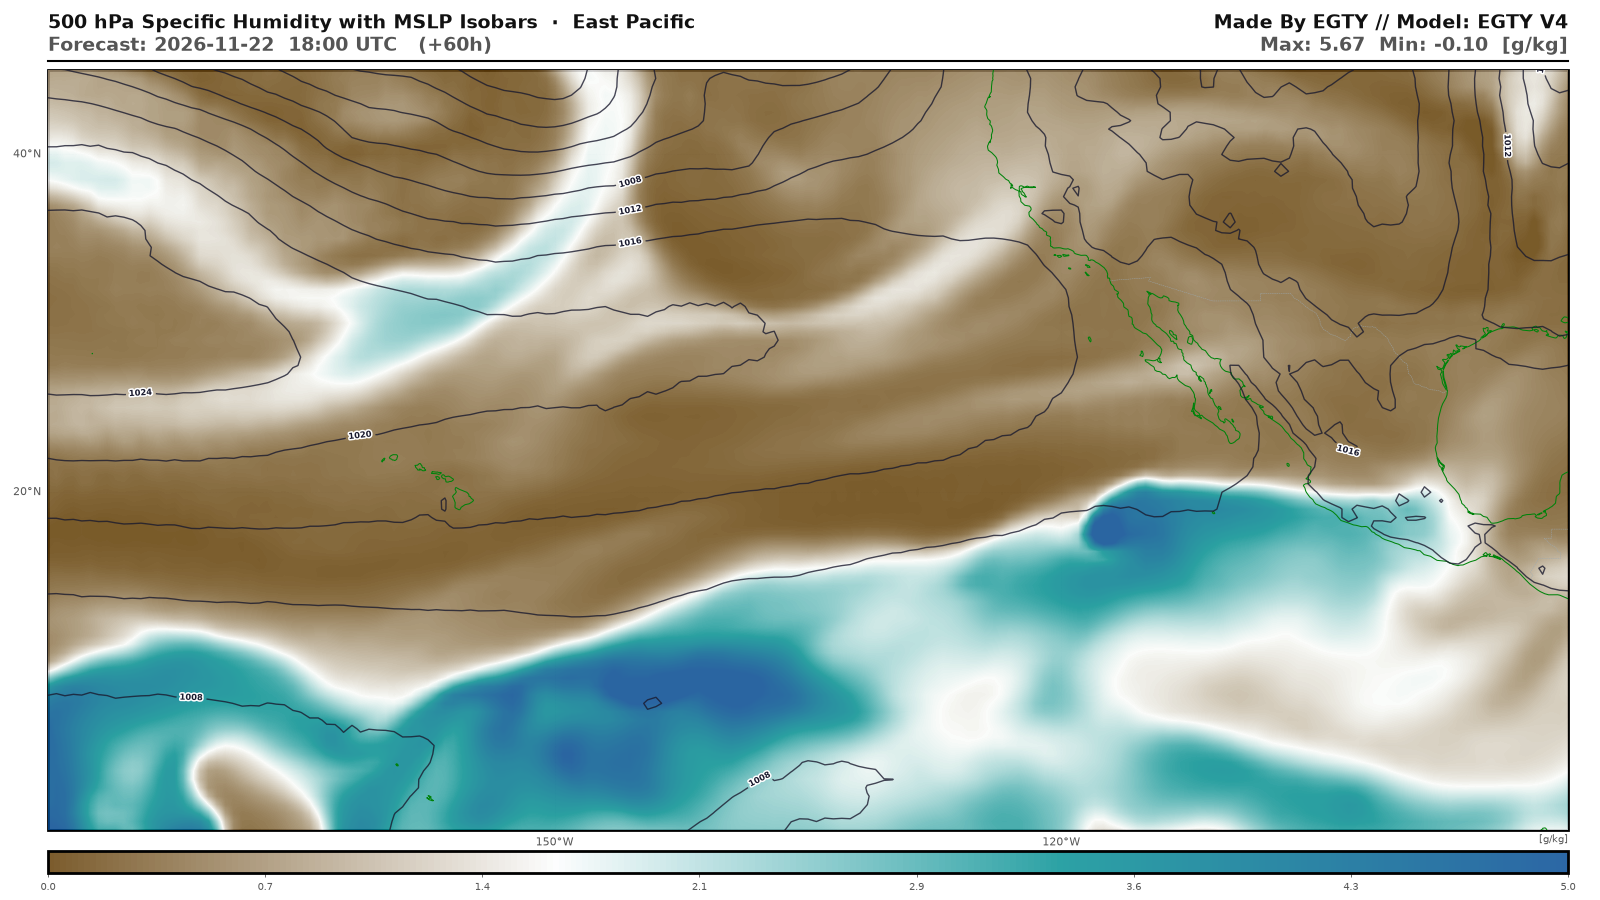 500 hPa Specific Humidity with MSLP Isobars · East Pacific
Made By EGTY // Model: EGTY V4
Forecast: 2026-11-22 18:00 UTC (+60h)
Max: 5.67 Min: -0.10 [g/kg]
1012
40°N
1008
1012
1016
1024
1020
1016
20°N
1008
1008
150°W
120°W
[g/kg]
0.0
0.7
1.4
2.1
2.9
3.6
4.3
5.0